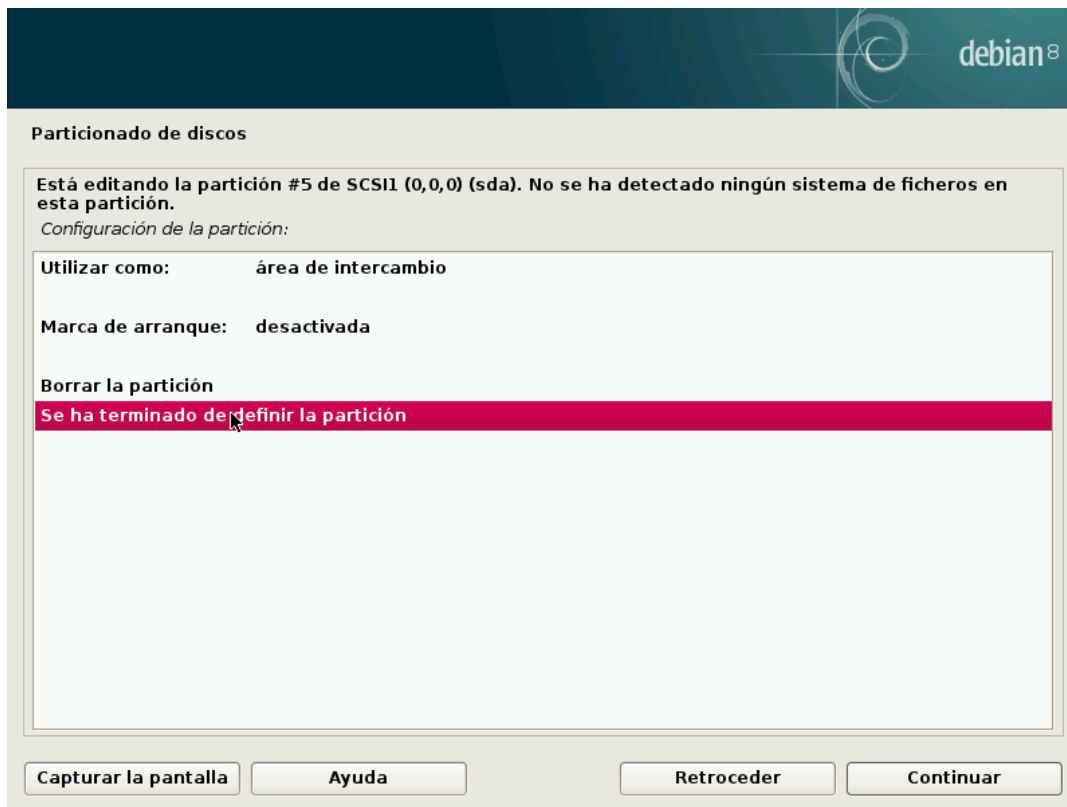 debian 8
Particionado de discos
Está editando la partición #5 de SCSI1 (0,0,0) (sda). No se ha detectado ningún sistema de ficheros en
esta partición.
Configuración de la partición:
Utilizar como: área de intercambio
Marca de arranque: desactivada
Borrar la partición
Se ha terminado de definir la partición
Capturar la pantalla Ayuda Retroceder Continuar